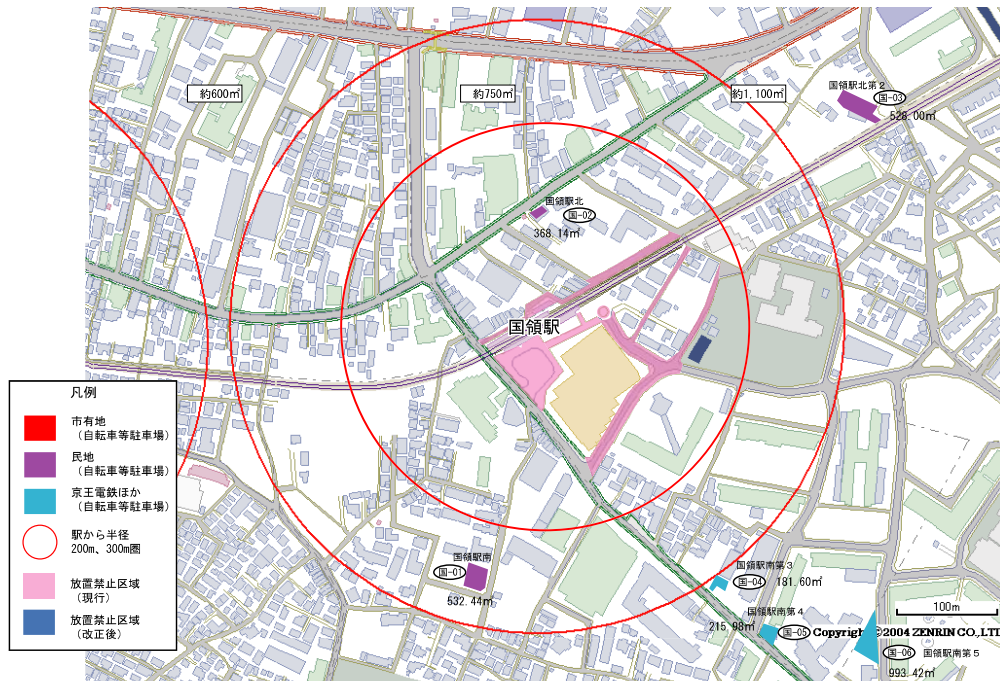 約600㎡
約750㎡
約1,100㎡
国領駅北第2
国-03
528.00㎡
国領駅北
国-02
368.14㎡
国領駅
凡例
市有地
(自転車等駐車場)
民地
(自転車等駐車場)
京王電鉄ほか
(自転車等駐車場)
駅から半径
200m、300m圏
放置禁止区域
(現行)
放置禁止区域
(改正後)
国領駅南
国-01
532.44㎡
国領駅南第3
国-04 181.60㎡
国領駅南第4
215.98㎡
国-05
100m
Copyright ©2004 ZENRIN CO.,LTD
国-06 国領駅南第5
993.42㎡